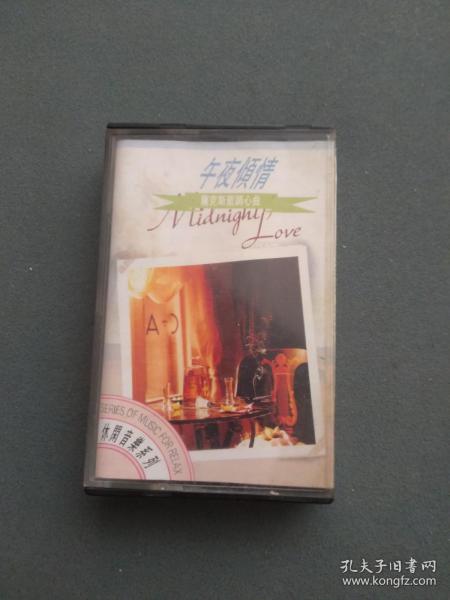 午夜傾情
薩克斯藍調心曲
Midnight
Love
C-A
SERIES OF MUSIC FOR RELAX
休閒音樂系列
孔夫子旧书网
www.kongfz.com